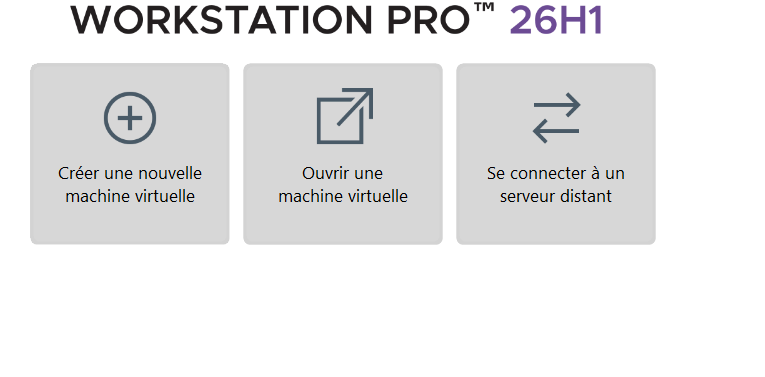 WORKSTATION PRO™ 26H1
Créer une nouvelle
machine virtuelle
Ouvrir une
machine virtuelle
Se connecter à un
serveur distant